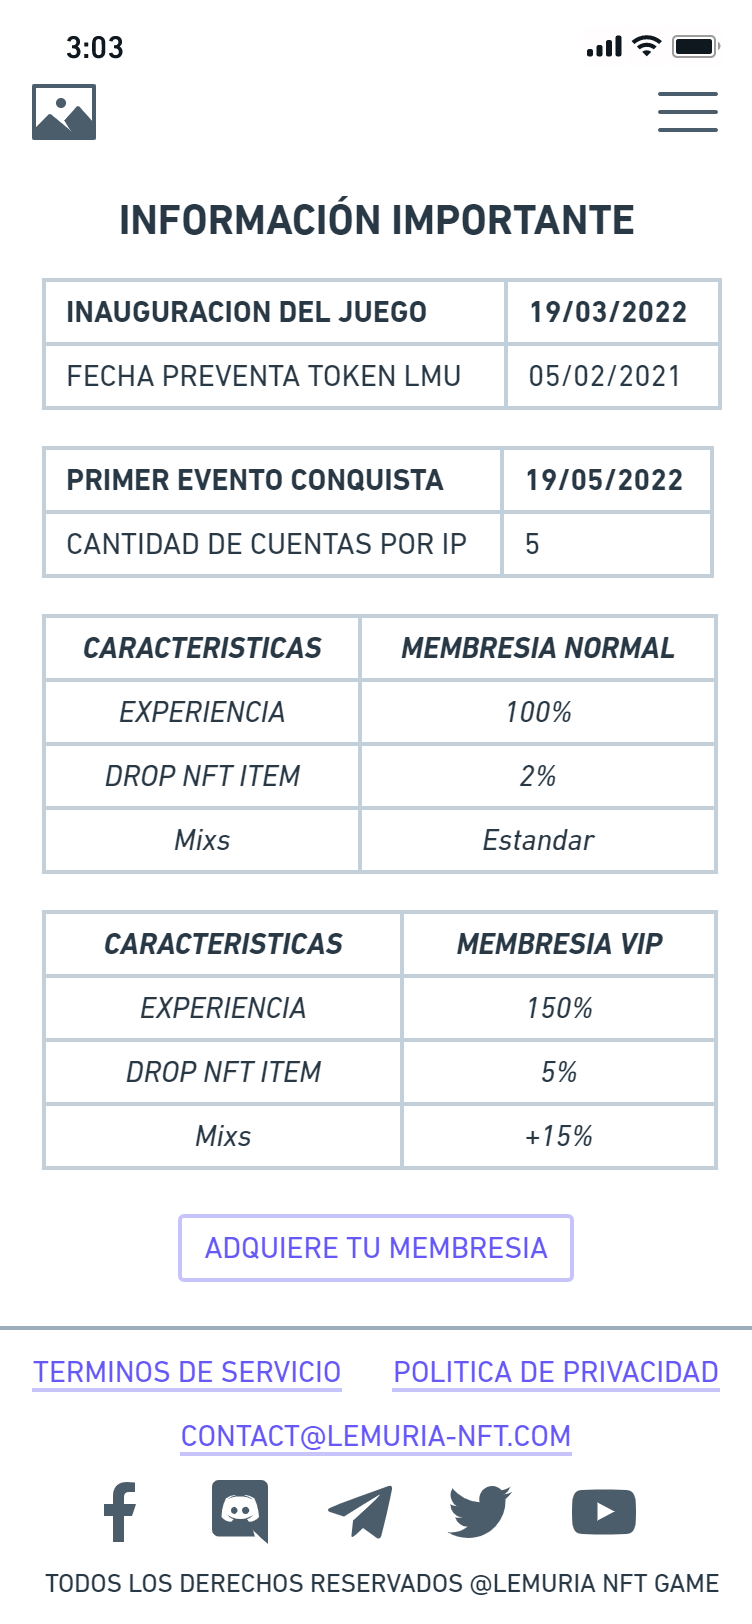 3:03
INFORMACIÓN IMPORTANTE
INAUGURACION DEL JUEGO 19/03/2022
FECHA PREVENTA TOKEN LMU 05/02/2021
PRIMER EVENTO CONQUISTA 19/05/2022
CANTIDAD DE CUENTAS POR IP 5
CARACTERISTICAS MEMBRESIA NORMAL
EXPERIENCIA 100%
DROP NFT ITEM 2%
Mixs Estandar
CARACTERISTICAS MEMBRESIA VIP
EXPERIENCIA 150%
DROP NFT ITEM 5%
Mixs +15%
ADQUIERE TU MEMBRESIA
TERMINOS DE SERVICIO POLITICA DE PRIVACIDAD
CONTACT@LEMURIA-NFT.COM
TODOS LOS DERECHOS RESERVADOS @LEMURIA NFT GAME